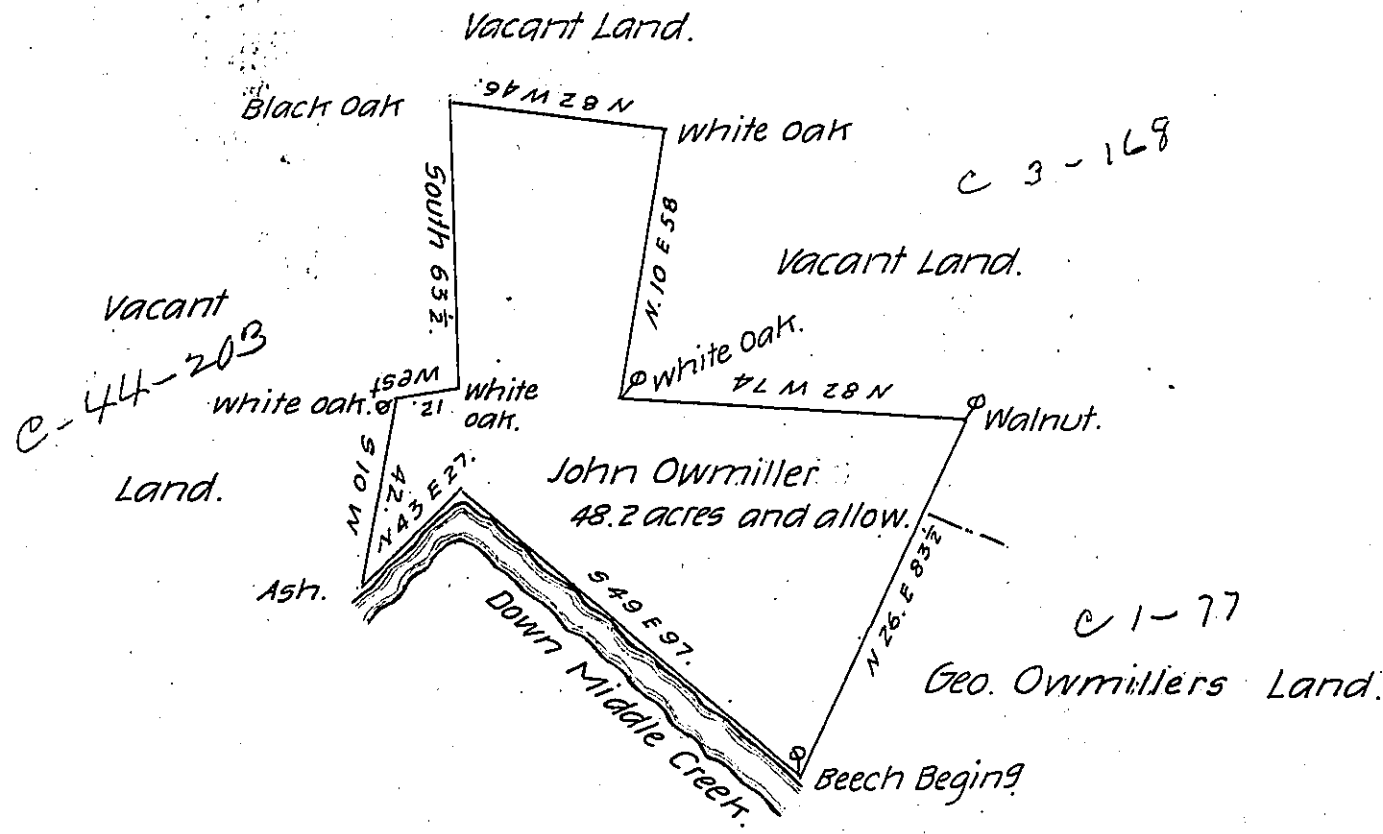 Vacant Land.
Black Oak
N 82 W 46.
White Oak
C 3-168
South 63½.
N. 10 E 58
Vacant Land.
Vacant
C-44-203
White Oak.
West
12.
White
Oak.
White Oak.
N 82 W 74
Walnut.
Land.
S 10 W
42.
N 43 E 27.
John Owmiller
48.2 acres and allow.
Ash.
S 49 E 97.
Down Middle Creek.
N 26. E 83½
C 1-77
Geo. Owmillers Land.
Beech Beging